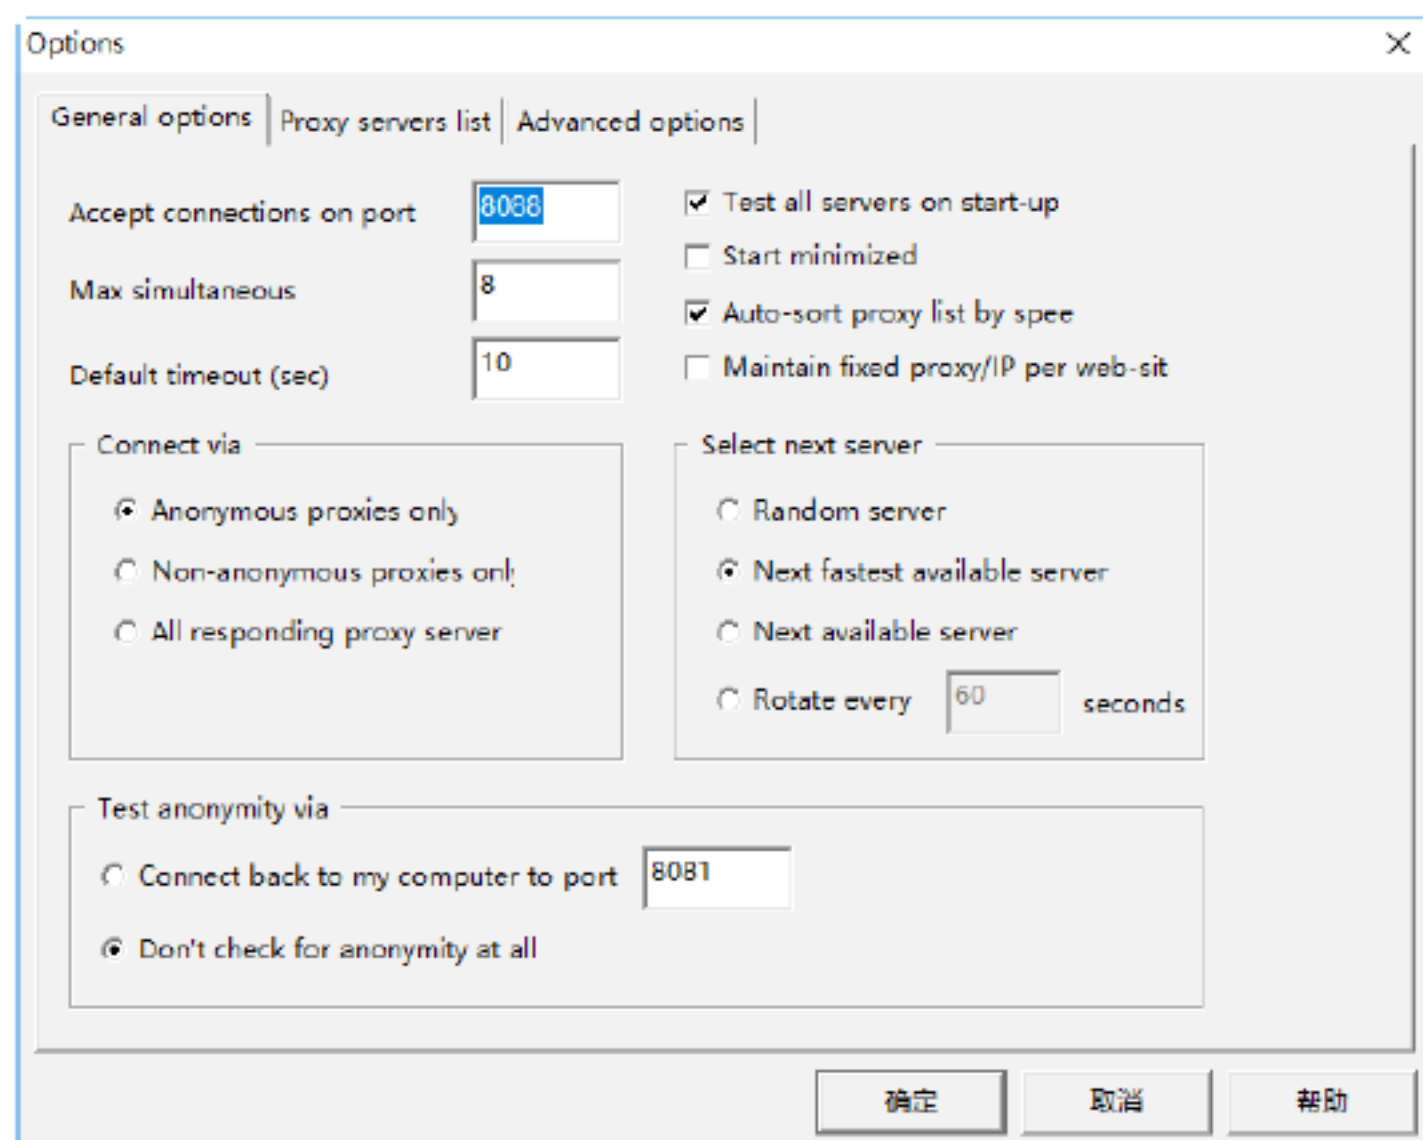 Options
General options Proxy servers list Advanced options
Accept connections on port 8088
Max simultaneous 8
Default timeout (sec) 10
Test all servers on start-up
Start minimized
Auto-sort proxy list by spee
Maintain fixed proxy/IP per web-sit
Connect via
Anonymous proxies only
Non-anonymous proxies only
All responding proxy server
Select next server
Random server
Next fastest available server
Next available server
Rotate every 60 seconds
Test anonymity via
Connect back to my computer to port 8081
Don't check for anonymity at all
确定 取消 帮助